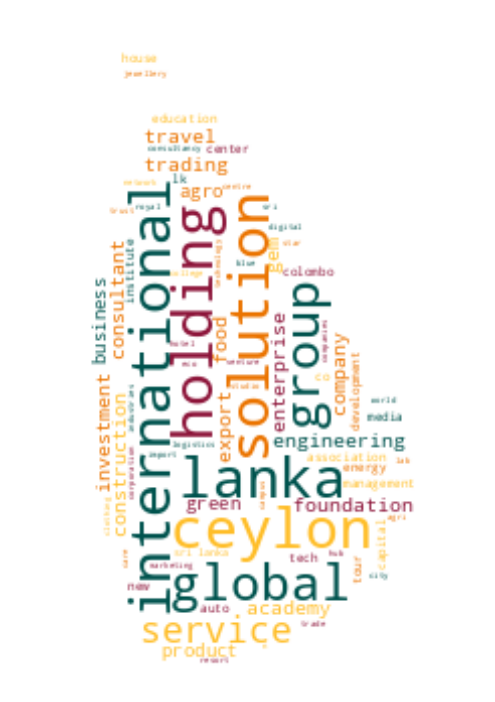 house
jewellery
education
travel
consultancy center
trading
network lk
agro centre
trust royal sri
international
holding
solution
digital
star
gem
blue
colombo
technology
college
institute
consultant
business
group
food
hotel
eco venture
studio
enterprise
companies
company
co
development
world
media
investment
construction
industries
export
logistics
import
engineering
association lab
energy
management
corporation
lanka
green
campus
foundation
agri
clothing
ceylon
capital
sri lanka
tech hub
marketing
care
tour
city
new
global
auto academy
trade
service
product
resort